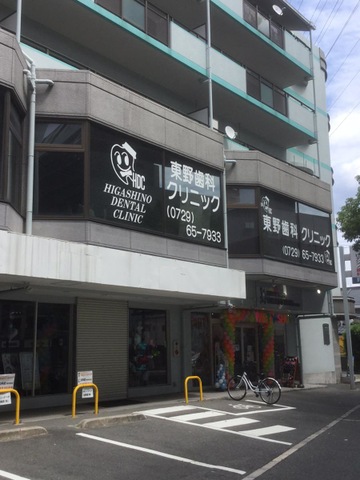 HDC
HIGASHINO
DENTAL
CLINIC
東野歯科
クリニック
(0729)
65-7933
東野歯科 クリニック
(0729) 65-7933